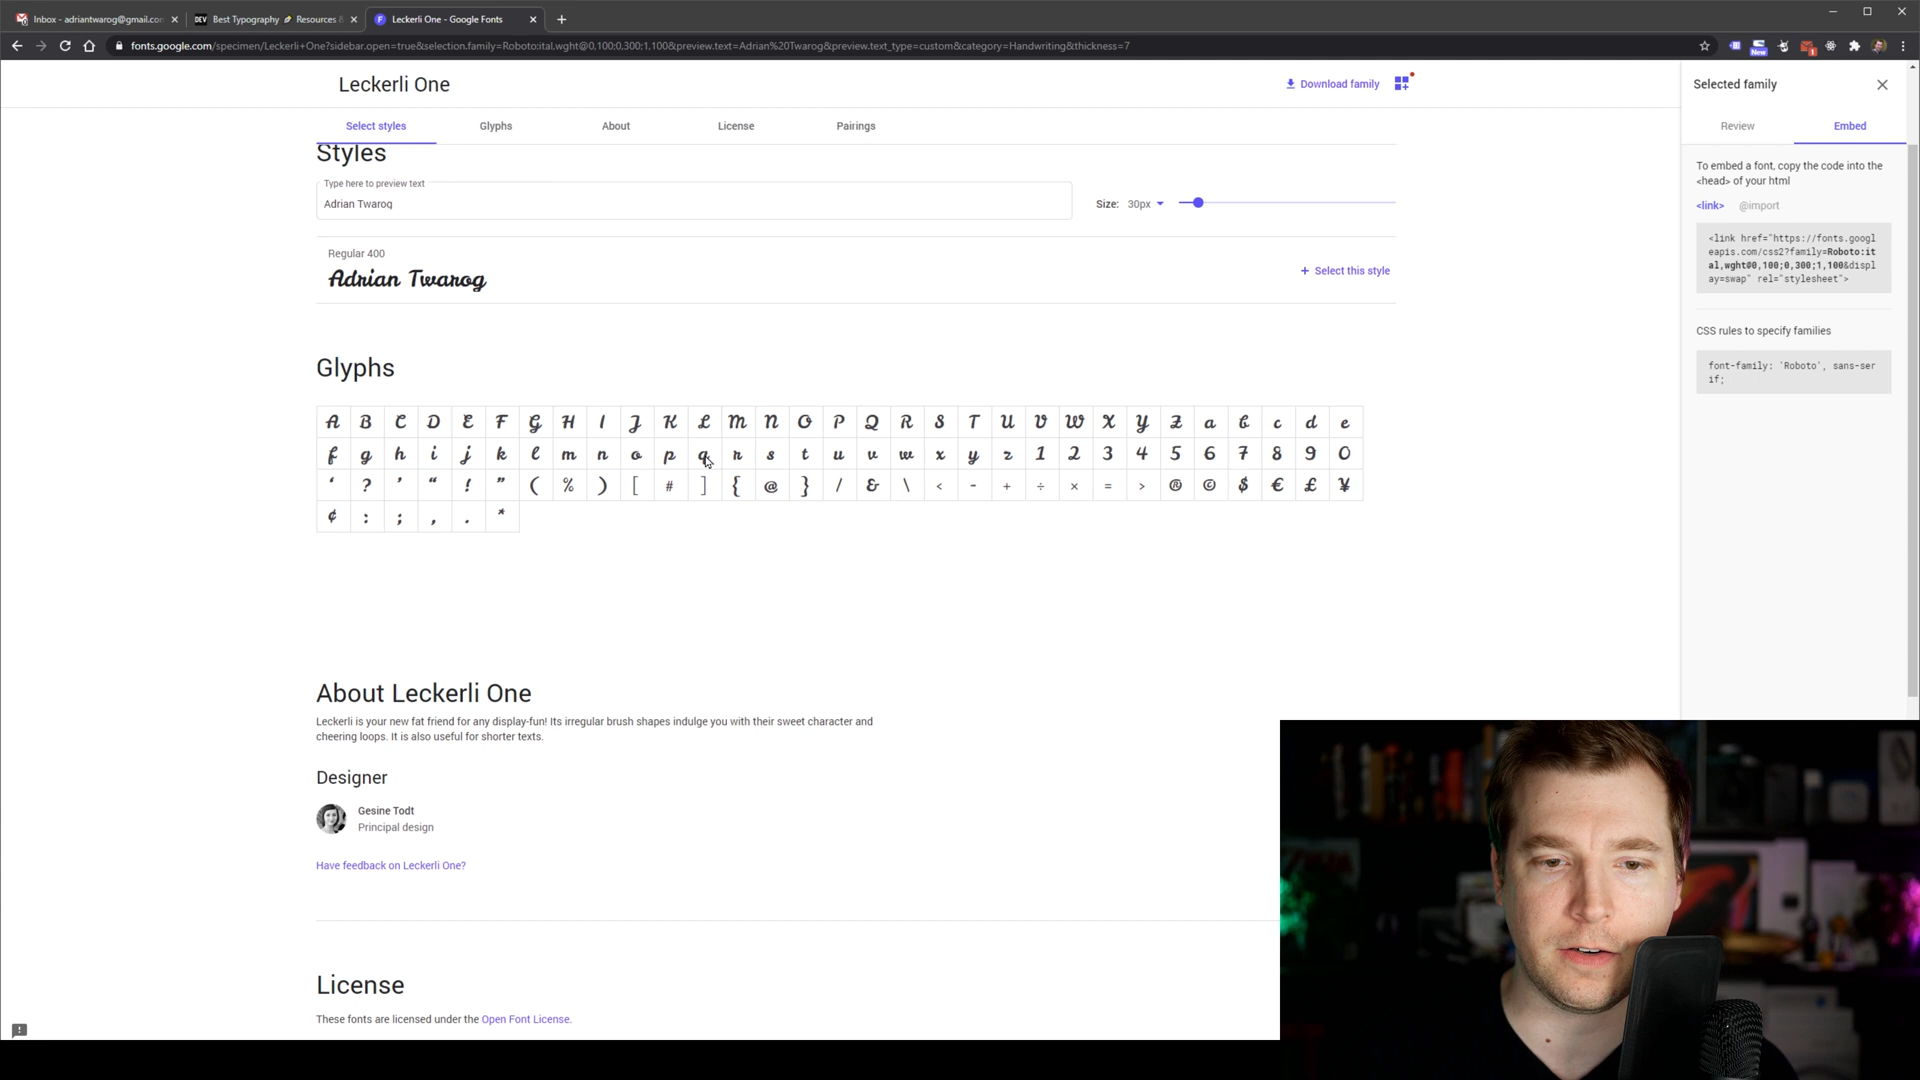 Inbox - adriantwarog@gmail.con
DEV Best Typography Resources &
Leckerli One - Google Fonts
fonts.google.com/specimen/Leckerli+One?sidebar.open=true&selection.family=Roboto:ital,wght@0,100;0,300;1,100&preview.text=Adrian%20Twarog&preview.text_type=custom&category=Handwriting&thickness=7
New
1
Leckerli One
Download family
Selected family
Select styles
Glyphs
About
License
Pairings
Review
Embed
Styles
Type here to preview text
Adrian Twarog
Size: 30px
To embed a font, copy the code into the
<head> of your html
<link>
@import
<link href="https://fonts.googl
eapis.com/css2?family=Roboto:it
al,wght@0,100;0,300;1,100&displ
ay=swap" rel="stylesheet">
Regular 400
Adrian Twarog
+ Select this style
CSS rules to specify families
font-family: 'Roboto', sans-ser
if;
Glyphs
A B C D E F G H I J K L M N O P Q R S T U V W X Y Z a b c d e
f g h i j k l m n o p q r s t u v w x y z 1 2 3 4 5 6 7 8 9 0
‘ ? ’ “ ! ” ( % ) [ # ] { @ } / & \ < - + ÷ × = > ® © $ € £ ¥
¢ : ; , . *
About Leckerli One
Leckerli is your new fat friend for any display-fun! Its irregular brush shapes indulge you with their sweet character and
cheering loops. It is also useful for shorter texts.
Designer
Gesine Todt
Principal design
Have feedback on Leckerli One?
License
These fonts are licensed under the Open Font License.